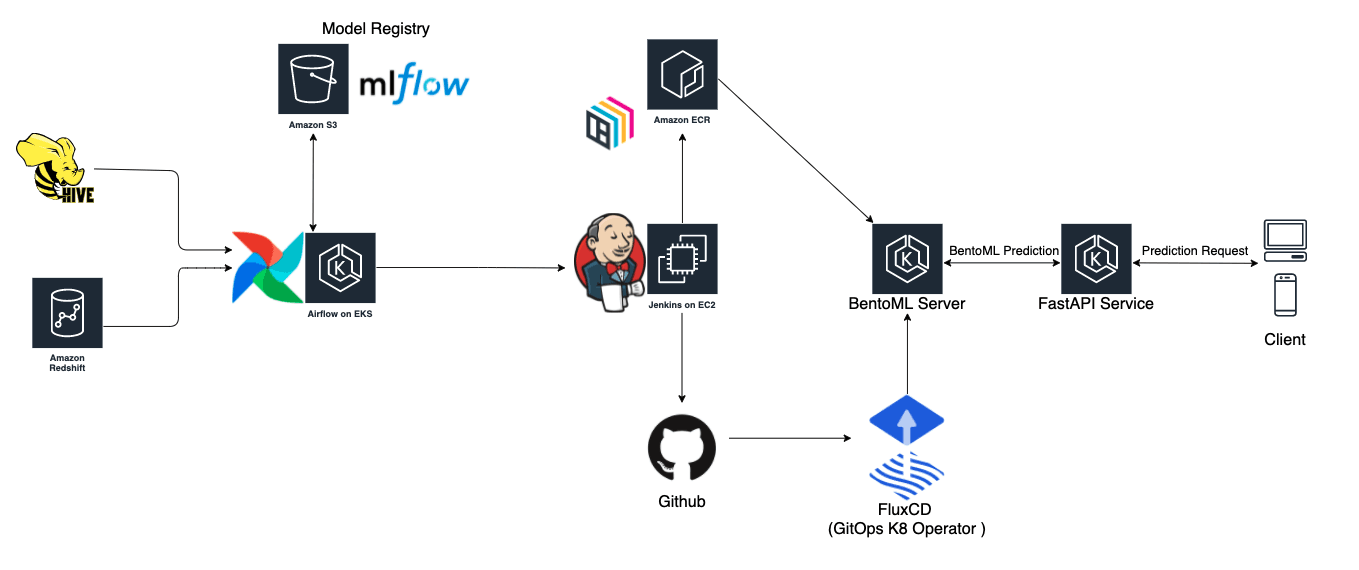 Model Registry
mlflow
Amazon S3
Amazon ECR
HIVE
Airflow on EKS
Amazon
Redshift
Jenkins on EC2
BentoML Prediction
Prediction Request
BentoML Server
FastAPI Service
Client
Github
FluxCD
(GitOps K8 Operator )